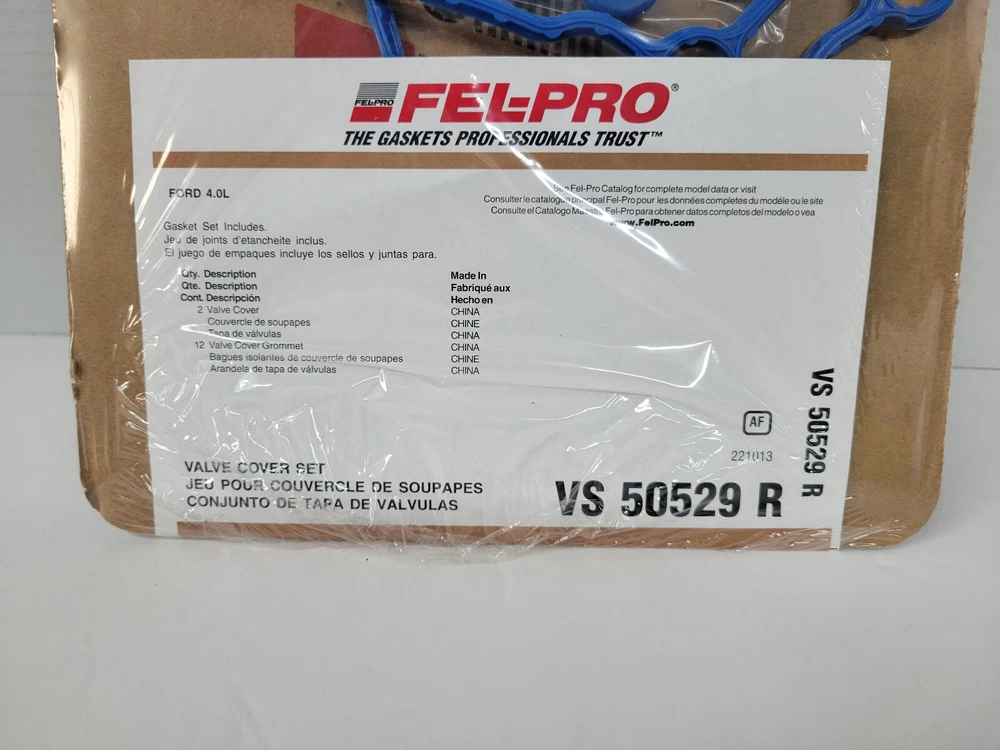 FEL-PRO
FEL-PRO®
THE GASKETS PROFESSIONALS TRUST™
FORD 4.0L
See Fel-Pro Catalog for complete model data or visit
Consulter le catalogue principal Fel-Pro pour les données completes du modéle ou le site
Consulte el Catalogo Maestro Fel-Pro para obtener datos completos del modelo o vea
www.FelPro.com
Gasket Set Includes.
Jeu de joints d'etancheite inclus.
El juego de empaques incluye los sellos y juntas para.
Qty. Description Made In
Qte. Description Fabriqué aux
Cont. Descripción Hecho en
2 Valve Cover CHINA
Couvercle de soupapes CHINE
Tapa de válvulas CHINA
12 Valve Cover Grommet CHINA
Bagues isolantes de couvercle de soupapes CHINE
Arandela de tapa de válvulas CHINA
AF
221013
VS 50529 R
VALVE COVER SET
JEU POUR COUVERCLE DE SOUPAPES
CONJUNTO DE TAPA DE VALVULAS
VS 50529 R